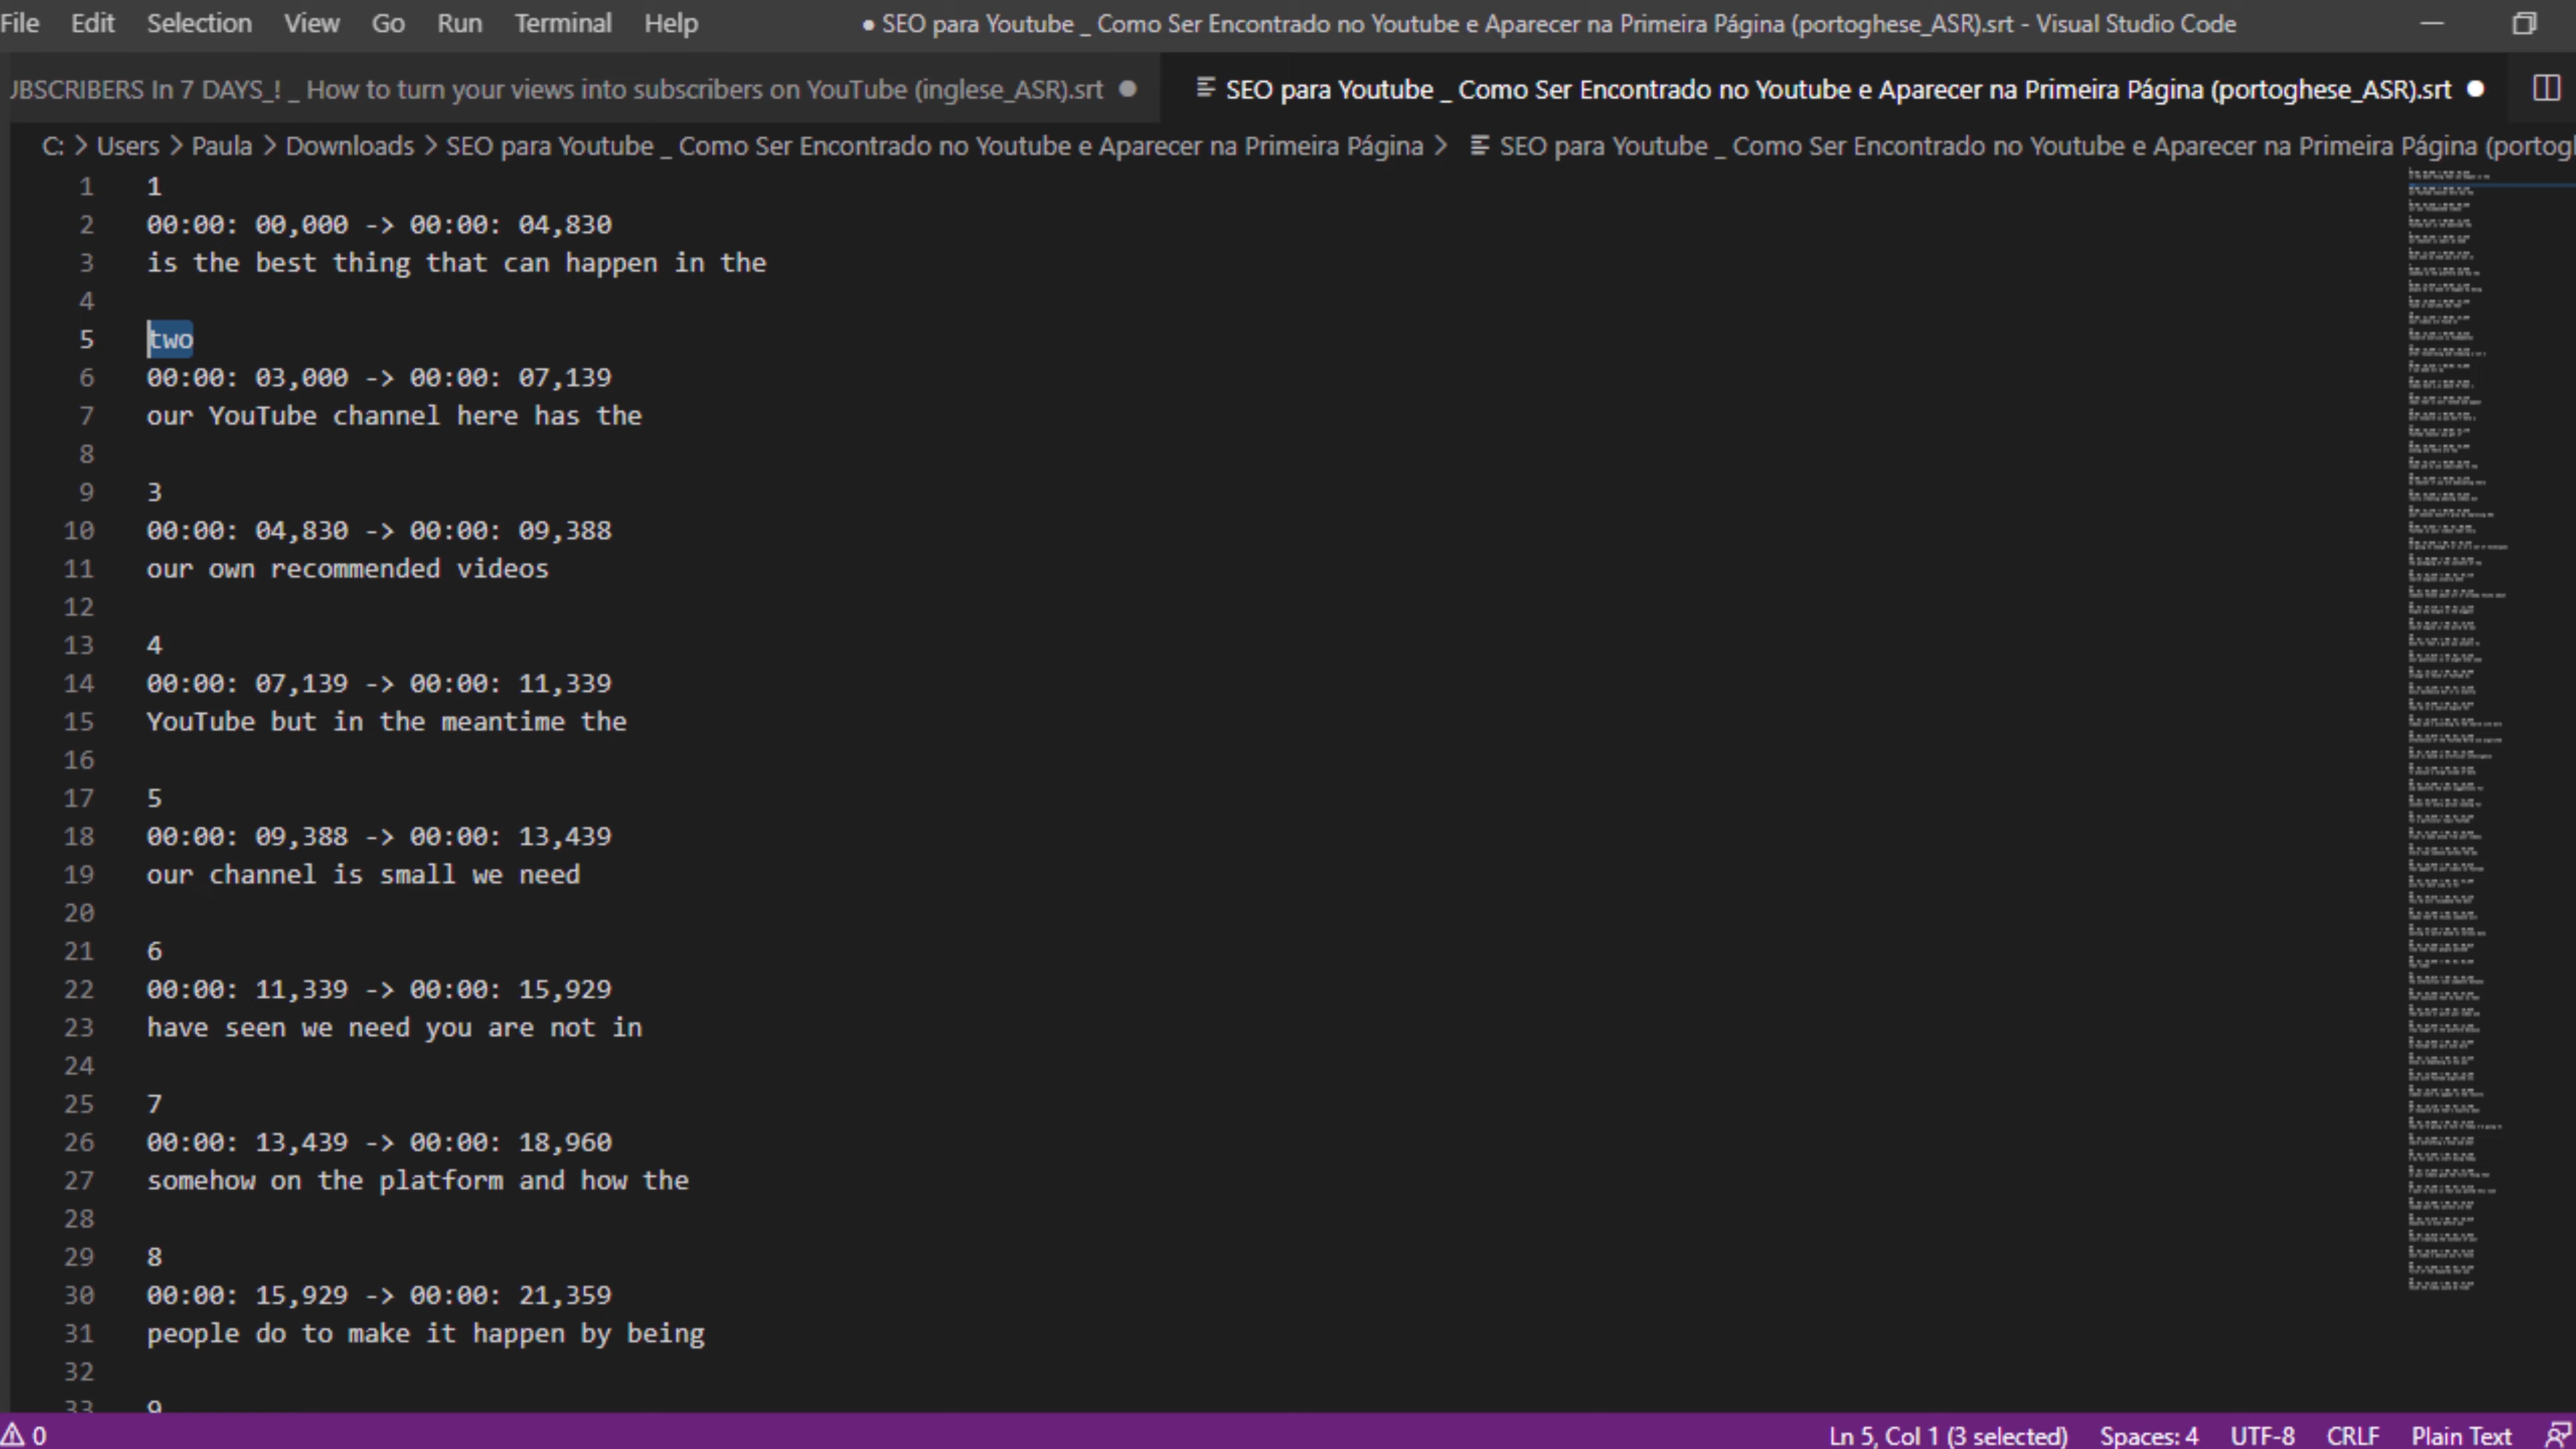 File Edit Selection View Go Run Terminal Help ● SEO para Youtube _ Como Ser Encontrado no Youtube e Aparecer na Primeira Página (portoghese_ASR).srt - Visual Studio Code
UBSCRIBERS In 7 DAYS_! _ How to turn your views into subscribers on YouTube (inglese_ASR).srt ● SEO para Youtube _ Como Ser Encontrado no Youtube e Aparecer na Primeira Página (portoghese_ASR).srt ●
C: > Users > Paula > Downloads > SEO para Youtube _ Como Ser Encontrado no Youtube e Aparecer na Primeira Página > SEO para Youtube _ Como Ser Encontrado no Youtube e Aparecer na Primeira Página (portogh
1 1
2 00:00: 00,000 -> 00:00: 04,830
3 is the best thing that can happen in the
4
5 two
6 00:00: 03,000 -> 00:00: 07,139
7 our YouTube channel here has the
8
9 3
10 00:00: 04,830 -> 00:00: 09,388
11 our own recommended videos
12
13 4
14 00:00: 07,139 -> 00:00: 11,339
15 YouTube but in the meantime the
16
17 5
18 00:00: 09,388 -> 00:00: 13,439
19 our channel is small we need
20
21 6
22 00:00: 11,339 -> 00:00: 15,929
23 have seen we need you are not in
24
25 7
26 00:00: 13,439 -> 00:00: 18,960
27 somehow on the platform and how the
28
29 8
30 00:00: 15,929 -> 00:00: 21,359
31 people do to make it happen by being
32
33 9
0 Ln 5, Col 1 (3 selected) Spaces: 4 UTF-8 CRLF Plain Text